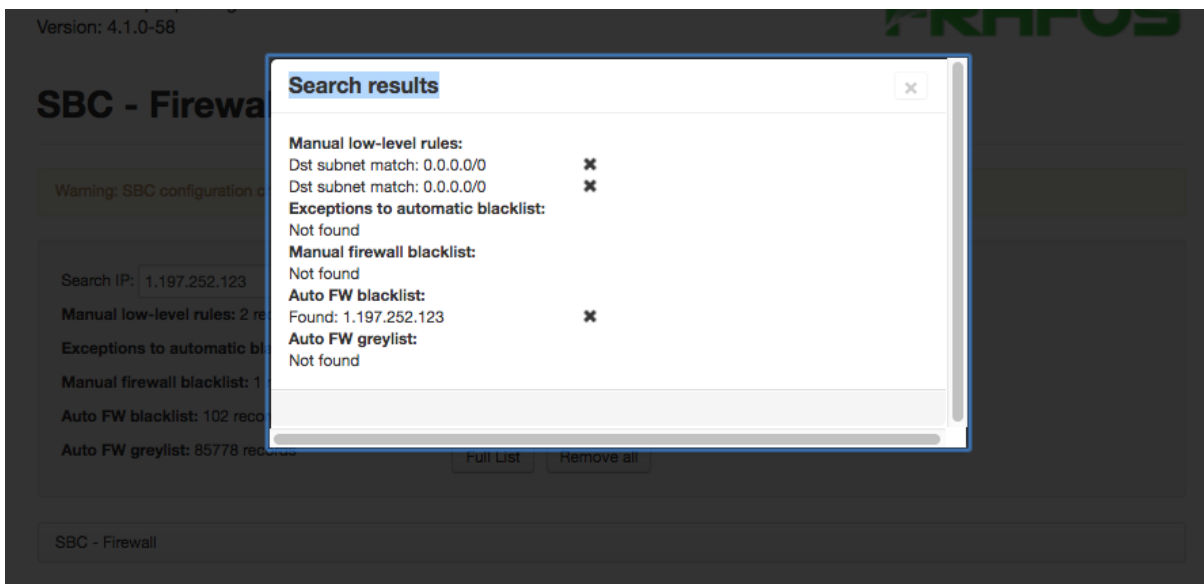 Version: 4.1.0-58
FRAFOS
SBC - Firewa
Warning: SBC configuration c
Search results
×
Manual low-level rules:
Dst subnet match: 0.0.0.0/0 ✖
Dst subnet match: 0.0.0.0/0 ✖
Exceptions to automatic blacklist:
Not found
Manual firewall blacklist:
Not found
Auto FW blacklist:
Found: 1.197.252.123 ✖
Auto FW greylist:
Not found
Search IP: 1.197.252.123
Manual low-level rules: 2 re
Exceptions to automatic bla
Manual firewall blacklist: 1
Auto FW blacklist: 102 reco
Auto FW greylist: 85778 records
Full List Remove all
SBC - Firewall